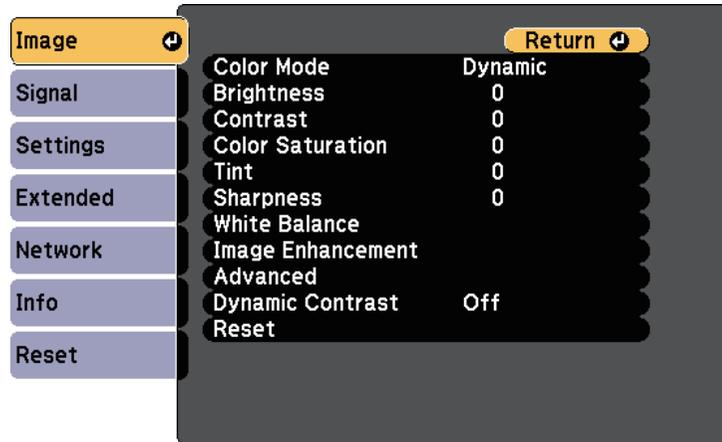 Image
Signal
Settings
Extended
Network
Info
Reset
Return
Color Mode Dynamic
Brightness 0
Contrast 0
Color Saturation 0
Tint 0
Sharpness 0
White Balance
Image Enhancement
Advanced
Dynamic Contrast Off
Reset